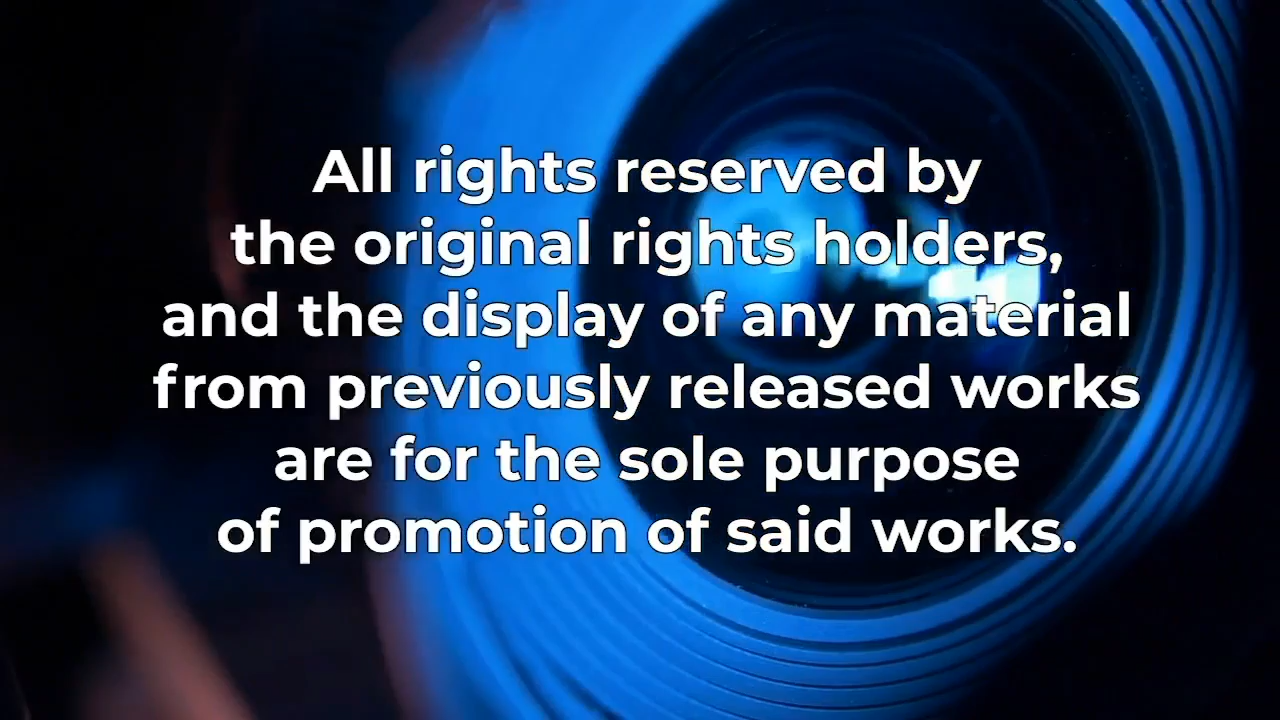 All rights reserved by
the original rights holders,
and the display of any material
from previously released works
are for the sole purpose
of promotion of said works.